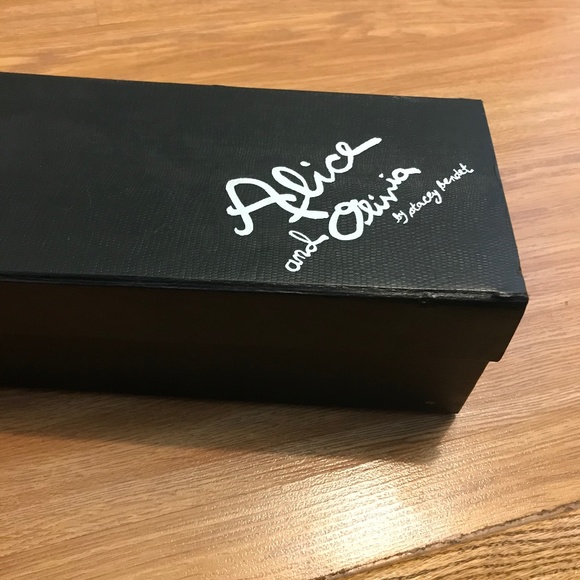 Alice
and Olivia
by stacey bendet